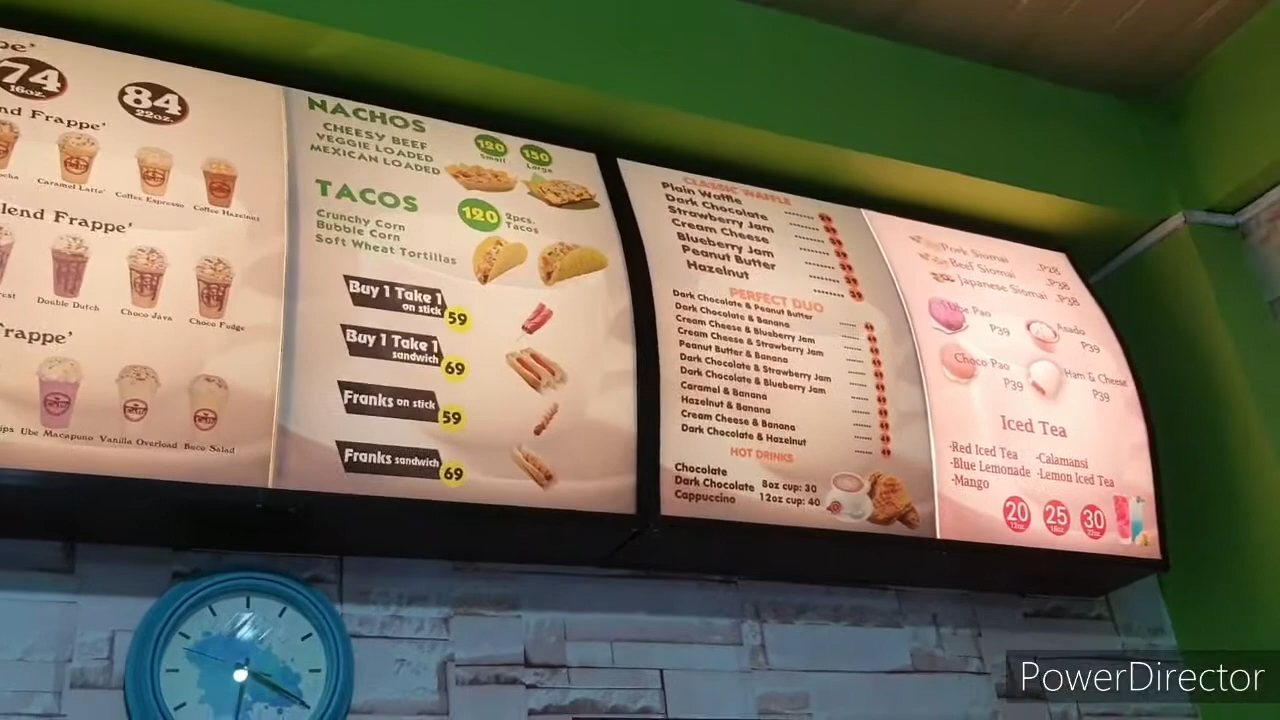 74
16oz.
84
22oz.
Frappe'
Caramel Latte'
Coffee Espresso
Coffee Hazelnut
Frappe'
Double Dutch
Choco Java
Choco Fudge
Ube Macapuno
Vanilla Overload
Buco Salad
NACHOS
CHEESY BEEF
VEGGIE LOADED
MEXICAN LOADED
120
Small
150
Large
TACOS
Crunchy Corn
Bubble Corn
Soft Wheat Tortillas
120
2pcs.
Tacos
Buy 1 Take 1
on stick 59
Buy 1 Take 1
sandwich 69
Franks on stick 59
Franks sandwich 69
CLASSIC WAFFLE
Plain Waffle
Dark Chocolate
Strawberry Jam
Cream Cheese
Blueberry Jam
Peanut Butter
Hazelnut
PERFECT DUO
Dark Chocolate & Peanut Butter
Dark Chocolate & Banana
Cream Cheese & Blueberry Jam
Cream Cheese & Strawberry Jam
Peanut Butter & Banana
Dark Chocolate & Strawberry Jam
Dark Chocolate & Blueberry Jam
Caramel & Banana
Hazelnut & Banana
Cream Cheese & Banana
Dark Chocolate & Hazelnut
HOT DRINKS
Chocolate
Dark Chocolate 8oz cup: 30
Cappuccino 12oz cup: 40
Pork Siomai ..P28
Beef Siomai ..P38
Japanese Siomai ..P38
Ube Pao
P39
Asado
P39
Choco Pao
P39
Ham & Cheese
P39
Iced Tea
-Red Iced Tea -Calamansi
-Blue Lemonade -Lemon Iced Tea
-Mango
20
12oz.
25
16oz.
30
22oz.
PowerDirector